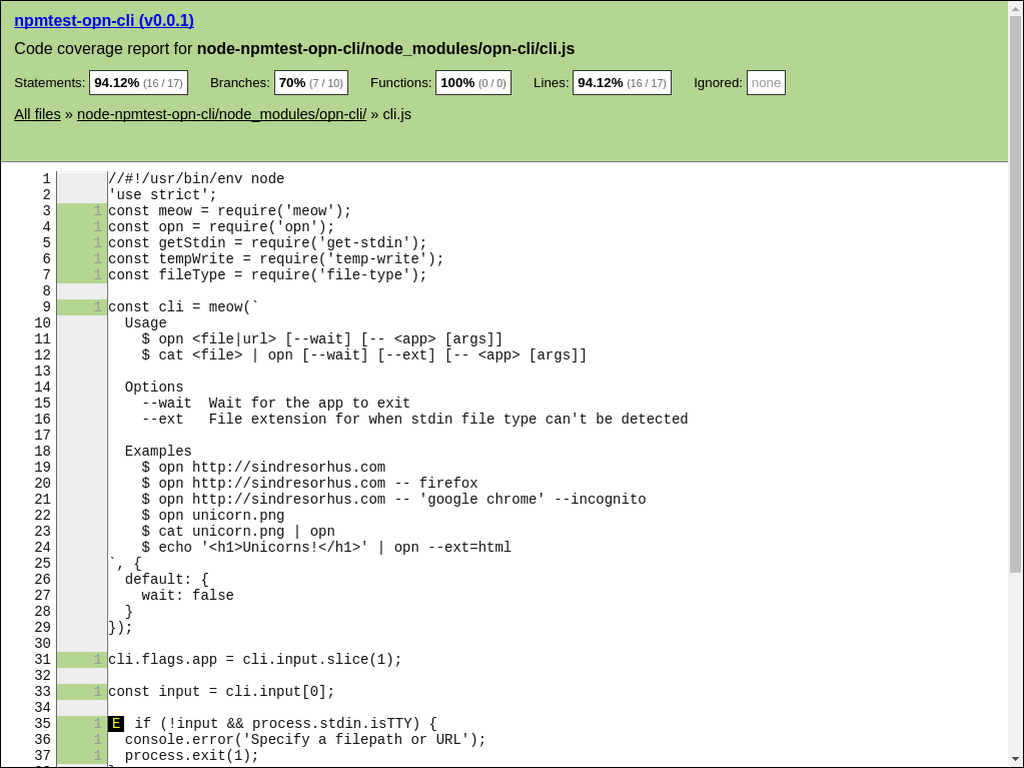 npmtest-opn-cli (v0.0.1)
Code coverage report for node-npmtest-opn-cli/node_modules/opn-cli/cli.js
Statements: 94.12% (16 / 17) Branches: 70% (7 / 10) Functions: 100% (0 / 0) Lines: 94.12% (16 / 17) Ignored: none
All files » node-npmtest-opn-cli/node_modules/opn-cli/ » cli.js
1 //#!/usr/bin/env node
2 'use strict';
3 1 const meow = require('meow');
4 1 const opn = require('opn');
5 1 const getStdin = require('get-stdin');
6 1 const tempWrite = require('temp-write');
7 1 const fileType = require('file-type');
8
9 1 const cli = meow(`
10 Usage
11 $ opn <file|url> [--wait] [-- <app> [args]]
12 $ cat <file> | opn [--wait] [--ext] [-- <app> [args]]
13
14 Options
15 --wait  Wait for the app to exit
16 --ext   File extension for when stdin file type can't be detected
17
18 Examples
19 $ opn http://sindresorhus.com
20 $ opn http://sindresorhus.com -- firefox
21 $ opn http://sindresorhus.com -- 'google chrome' --incognito
22 $ opn unicorn.png
23 $ cat unicorn.png | opn
24 $ echo '<h1>Unicorns!</h1>' | opn --ext=html
25 `, {
26 default: {
27 wait: false
28 }
29 });
30
31 1 cli.flags.app = cli.input.slice(1);
32
33 1 const input = cli.input[0];
34
35 1 E if (!input && process.stdin.isTTY) {
36 1 console.error('Specify a filepath or URL');
37 1 process.exit(1);